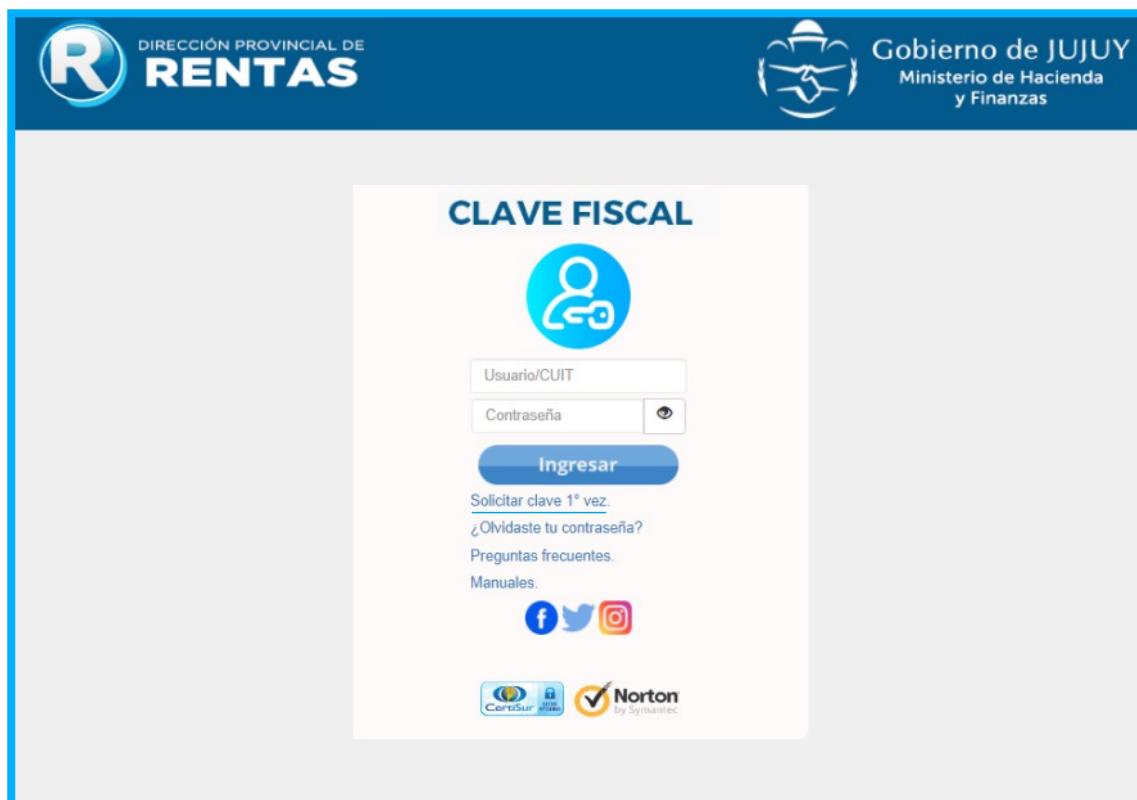 R
DIRECCIÓN PROVINCIAL DE
RENTAS
Gobierno de JUJUY
Ministerio de Hacienda
y Finanzas
CLAVE FISCAL
Usuario/CUIT
Contraseña
Ingresar
Solicitar clave 1° vez.
¿Olvidaste tu contraseña?
Preguntas frecuentes.
Manuales.
CertiSur
Norton
by Symantec